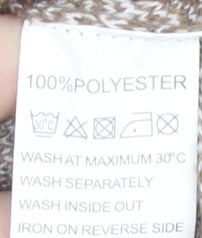 100%POLYESTER
30°C
WASH AT MAXIMUM 30°C
WASH SEPARATELY
WASH INSIDE OUT
IRON ON REVERSE SIDE